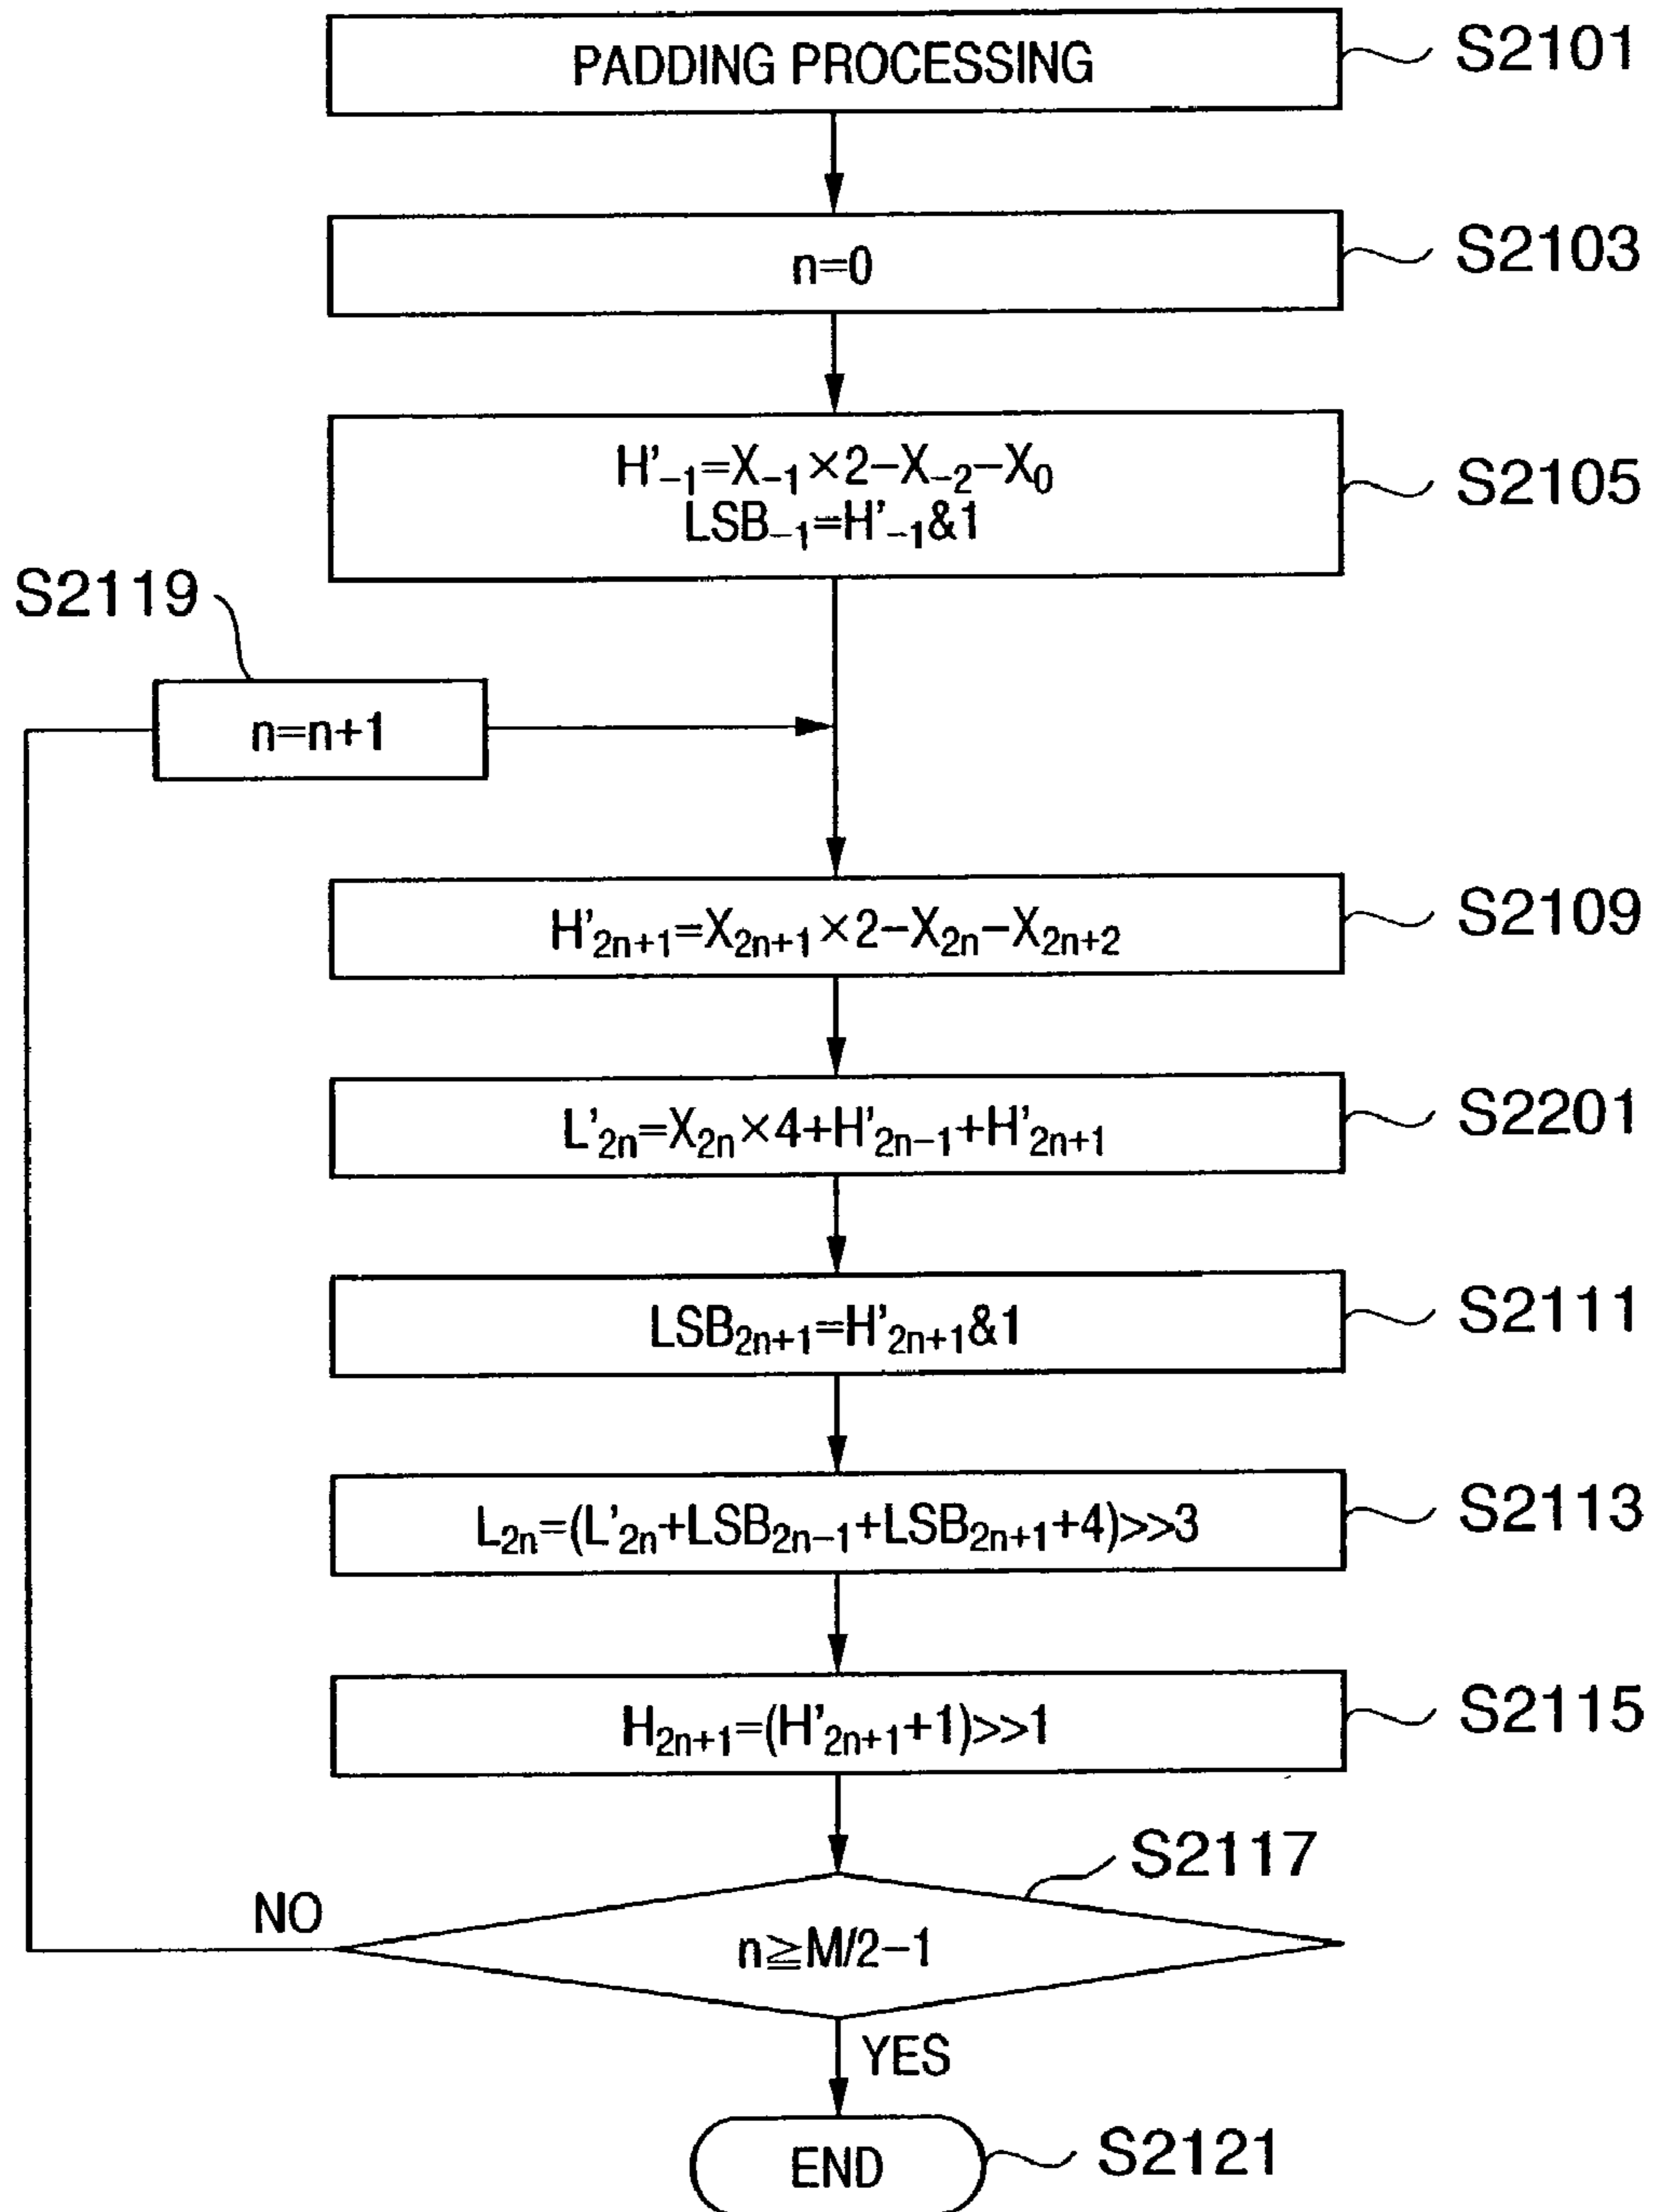 PADDING PROCESSING
S2101
n=0
S2103
H'₋₁=X₋₁×2−X₋₂−X₀
LSB₋₁=H'₋₁&1
S2105
S2119
n=n+1
H'₂ₙ₊₁=X₂ₙ₊₁×2−X₂ₙ−X₂ₙ₊₂
S2109
L'₂ₙ=X₂ₙ×4+H'₂ₙ₋₁+H'₂ₙ₊₁
S2201
LSB₂ₙ₊₁=H'₂ₙ₊₁&1
S2111
L₂ₙ=(L'₂ₙ+LSB₂ₙ₋₁+LSB₂ₙ₊₁+4)>>3
S2113
H₂ₙ₊₁=(H'₂ₙ₊₁+1)>>1
S2115
S2117
NO
n≧M/2−1
YES
END
S2121